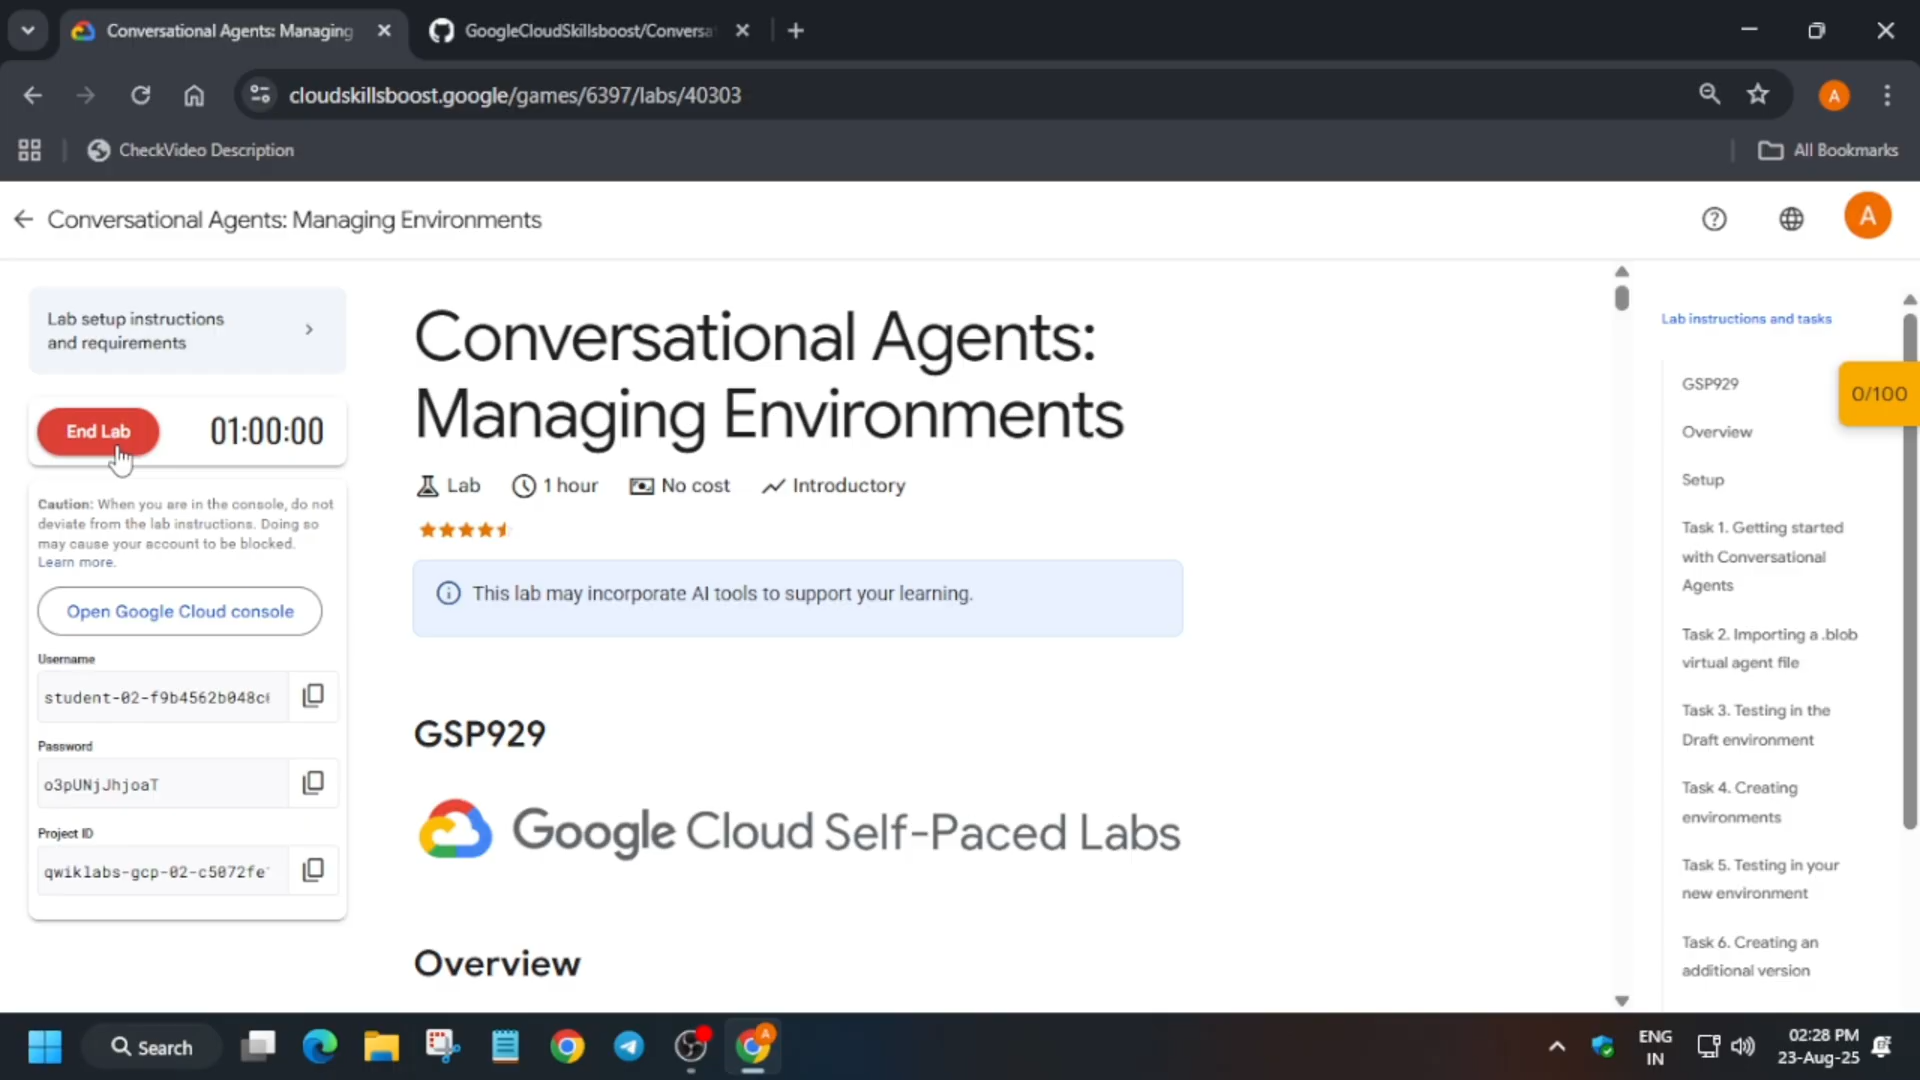 Conversational Agents: Managing
GoogleCloudSkillsboost/Conversa
cloudskillsboost.google/games/6397/labs/40303
A
CheckVideo Description
All Bookmarks
Conversational Agents: Managing Environments
A
Lab setup instructions
and requirements
End Lab
01:00:00
Caution: When you are in the console, do not
deviate from the lab instructions. Doing so
may cause your account to be blocked.
Learn more.
Open Google Cloud console
Username
student-02-f9b4562b048c
Password
o3pUNjJhjoaT
Project ID
qwiklabs-gcp-02-c5072fe
Conversational Agents:
Managing Environments
Lab
1 hour
No cost
Introductory
This lab may incorporate AI tools to support your learning.
GSP929
Google Cloud Self-Paced Labs
Overview
Lab instructions and tasks
GSP929
0/100
Overview
Setup
Task 1. Getting started
with Conversational
Agents
Task 2. Importing a .blob
virtual agent file
Task 3. Testing in the
Draft environment
Task 4. Creating
environments
Task 5. Testing in your
new environment
Task 6. Creating an
additional version
Search
A
ENG
IN
02:28 PM
23-Aug-25